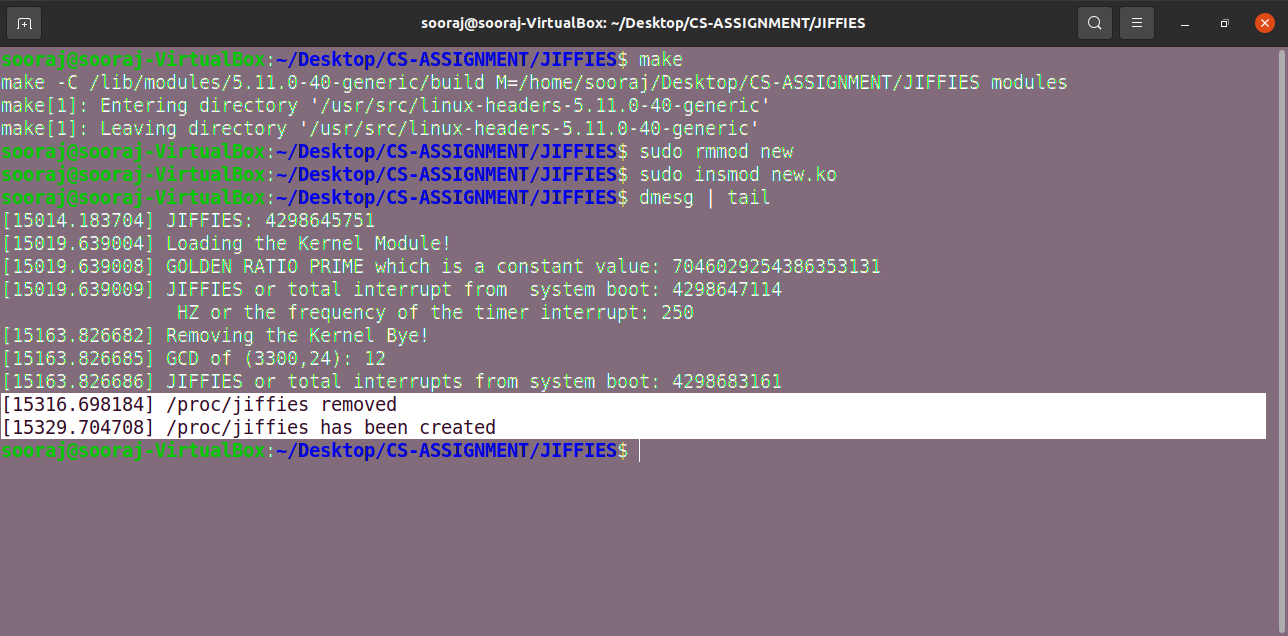 sooraj@sooraj-VirtualBox: ~/Desktop/CS-ASSIGNMENT/JIFFIES
sooraj@sooraj-VirtualBox:~/Desktop/CS-ASSIGNMENT/JIFFIES$ make
make -C /lib/modules/5.11.0-40-generic/build M=/home/sooraj/Desktop/CS-ASSIGNMENT/JIFFIES modules
make[1]: Entering directory '/usr/src/linux-headers-5.11.0-40-generic'
make[1]: Leaving directory '/usr/src/linux-headers-5.11.0-40-generic'
sooraj@sooraj-VirtualBox:~/Desktop/CS-ASSIGNMENT/JIFFIES$ sudo rmmod new
sooraj@sooraj-VirtualBox:~/Desktop/CS-ASSIGNMENT/JIFFIES$ sudo insmod new.ko
sooraj@sooraj-VirtualBox:~/Desktop/CS-ASSIGNMENT/JIFFIES$ dmesg | tail
[15014.183704] JIFFIES: 4298645751
[15019.639004] Loading the Kernel Module!
[15019.639008] GOLDEN RATIO PRIME which is a constant value: 7046029254386353131
[15019.639009] JIFFIES or total interrupt from  system boot: 4298647114
                HZ or the frequency of the timer interrupt: 250
[15163.826682] Removing the Kernel Bye!
[15163.826685] GCD of (3300,24): 12
[15163.826686] JIFFIES or total interrupts from system boot: 4298683161
[15316.698184] /proc/jiffies removed
[15329.704708] /proc/jiffies has been created
sooraj@sooraj-VirtualBox:~/Desktop/CS-ASSIGNMENT/JIFFIES$